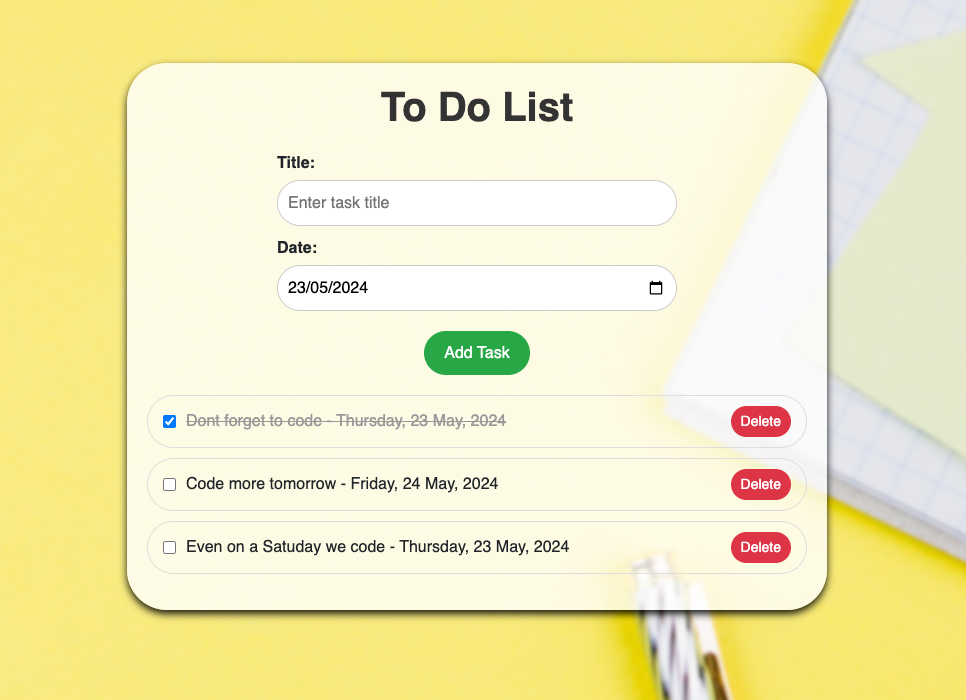 To Do List
Title:
Enter task title
Date:
23/05/2024
Add Task
Dont forget to code - Thursday, 23 May, 2024 Delete
Code more tomorrow - Friday, 24 May, 2024 Delete
Even on a Satuday we code - Thursday, 23 May, 2024 Delete